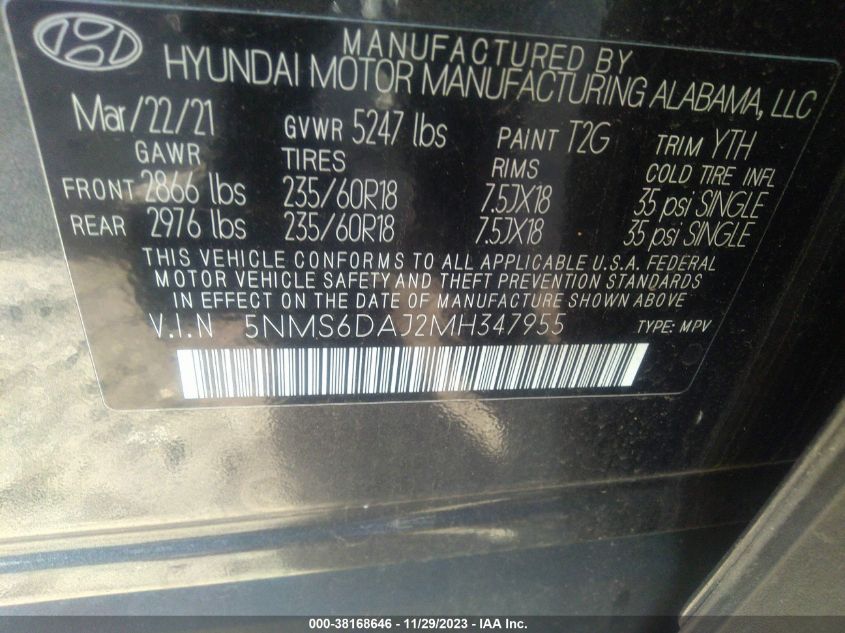 MANUFACTURED BY
HYUNDAI MOTOR MANUFACTURING ALABAMA, LLC
Mar/22/21 GVWR 5247 lbs PAINT T2G TRIM YTH
GAWR TIRES RIMS COLD TIRE INFL
FRONT 2866 lbs 235/60R18 7.5JX18 35 psi SINGLE
REAR 2976 lbs 235/60R18 7.5JX18 35 psi SINGLE
THIS VEHICLE CONFORMS TO ALL APPLICABLE U.S.A. FEDERAL
MOTOR VEHICLE SAFETY AND THEFT PREVENTION STANDARDS
IN EFFECT ON THE DATE OF MANUFACTURE SHOWN ABOVE
V.I.N 5NMS6DAJ2MH347955 TYPE: MPV
000-38168646 - 11/29/2023 - IAA Inc.